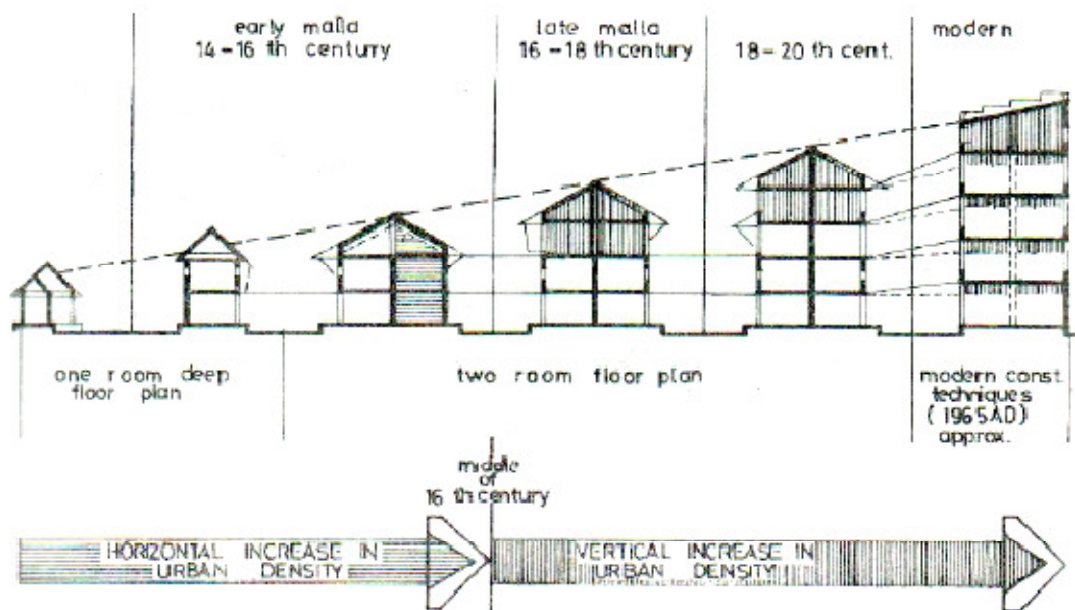 early malla
14-16 th century
late malla
16-18 th century
18-20 th cent.
modern
one room deep
floor plan
two room floor plan
modern const.
techniques
(1965AD)
approx.
middle
of
16 th century
HORIZONTAL INCREASE IN
URBAN DENSITY
VERTICAL INCREASE IN
URBAN DENSITY